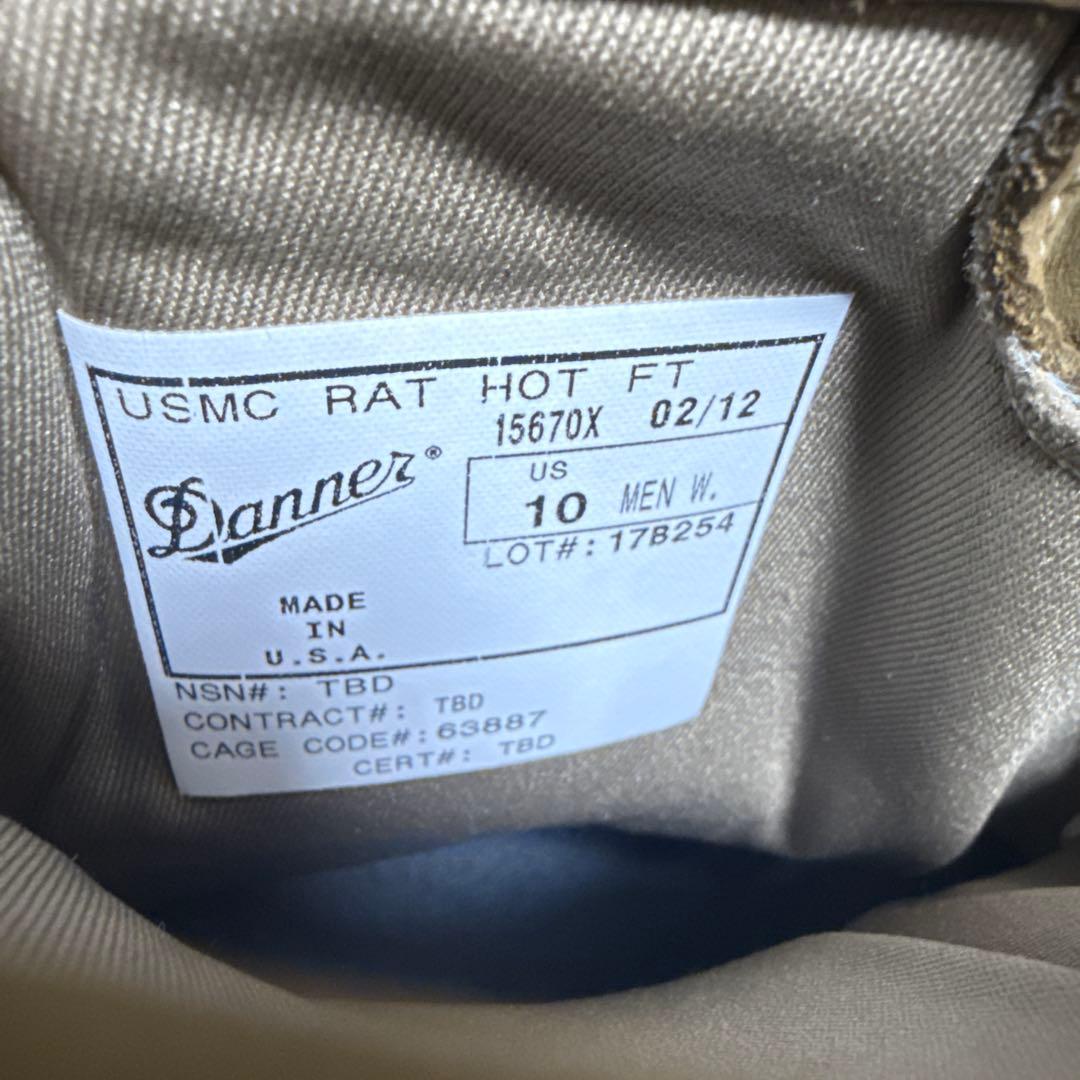 USMC RAT HOT FT
15670X 02/12
Danner®
US
10 MEN W.
LOT#: 17B254
MADE
IN
U.S.A.
NSN#: TBD
CONTRACT#: TBD
CAGE CODE#: 63887
CERT#: TBD